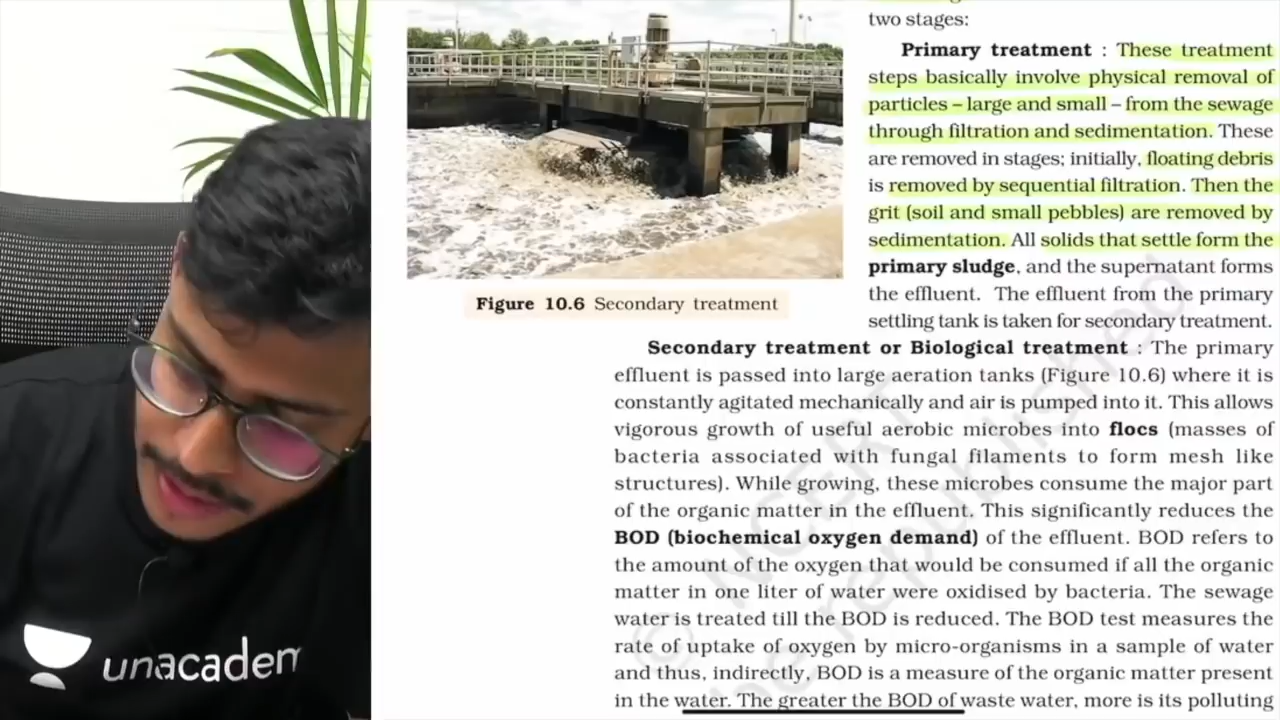 two stages:
Primary treatment : These treatment
steps basically involve physical removal of
particles – large and small – from the sewage
through filtration and sedimentation. These
are removed in stages; initially, floating debris
is removed by sequential filtration. Then the
grit (soil and small pebbles) are removed by
sedimentation. All solids that settle form the
primary sludge, and the supernatant forms
the effluent. The effluent from the primary
settling tank is taken for secondary treatment.
Figure 10.6 Secondary treatment
Secondary treatment or Biological treatment : The primary
effluent is passed into large aeration tanks (Figure 10.6) where it is
constantly agitated mechanically and air is pumped into it. This allows
vigorous growth of useful aerobic microbes into flocs (masses of
bacteria associated with fungal filaments to form mesh like
structures). While growing, these microbes consume the major part
of the organic matter in the effluent. This significantly reduces the
BOD (biochemical oxygen demand) of the effluent. BOD refers to
the amount of the oxygen that would be consumed if all the organic
matter in one liter of water were oxidised by bacteria. The sewage
water is treated till the BOD is reduced. The BOD test measures the
rate of uptake of oxygen by micro-organisms in a sample of water
and thus, indirectly, BOD is a measure of the organic matter present
in the water. The greater the BOD of waste water, more is its polluting
© NCERT
be republished
unacadem